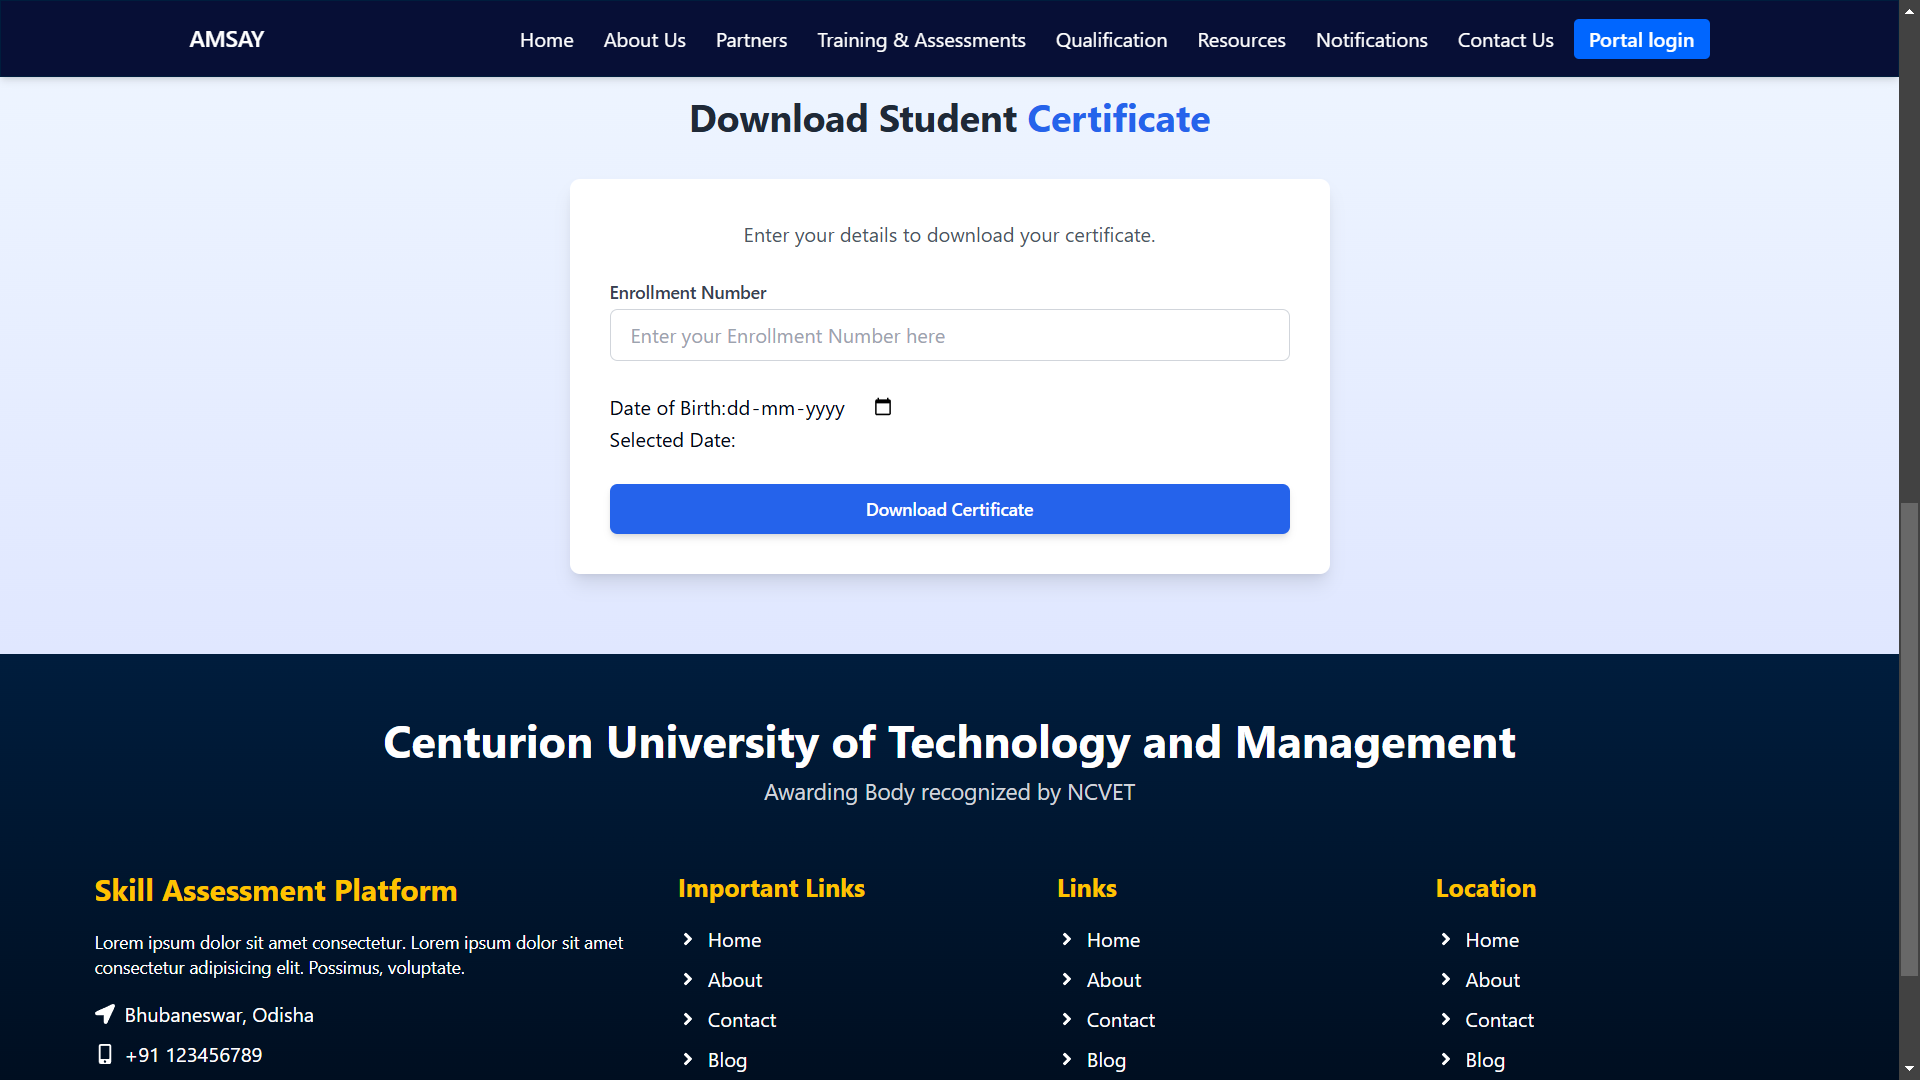 AMSAY
Home About Us Partners Training & Assessments Qualification Resources Notifications Contact Us Portal login
Download Student Certificate
Enter your details to download your certificate.
Enrollment Number
Enter your Enrollment Number here
Date of Birth:dd-mm-yyyy
Selected Date:
Download Certificate
Centurion University of Technology and Management
Awarding Body recognized by NCVET
Skill Assessment Platform
Lorem ipsum dolor sit amet consectetur. Lorem ipsum dolor sit amet
consectetur adipisicing elit. Possimus, voluptate.
Bhubaneswar, Odisha
+91 123456789
Important Links
Home
About
Contact
Blog
Links
Home
About
Contact
Blog
Location
Home
About
Contact
Blog